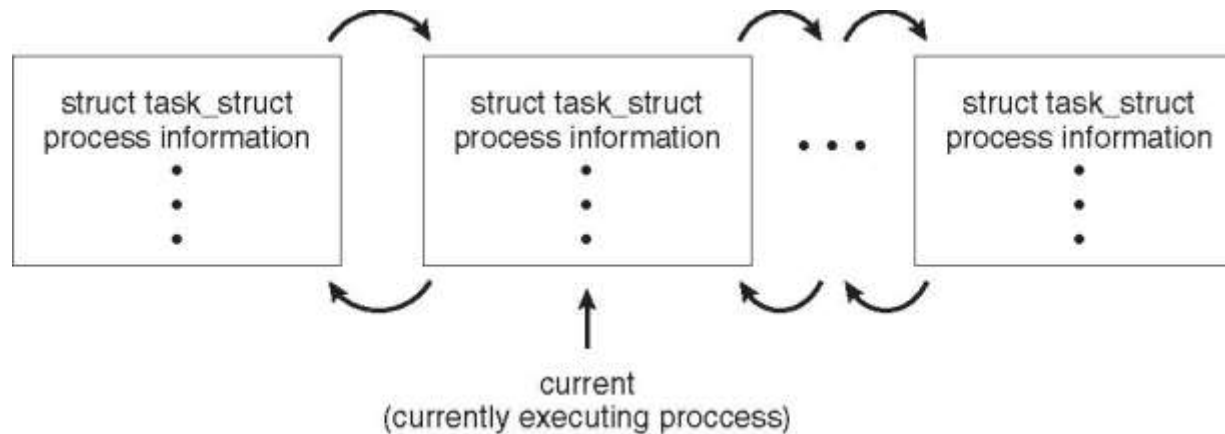 struct task_struct
process information
struct task_struct
process information
struct task_struct
process information
current
(currently executing proccess)